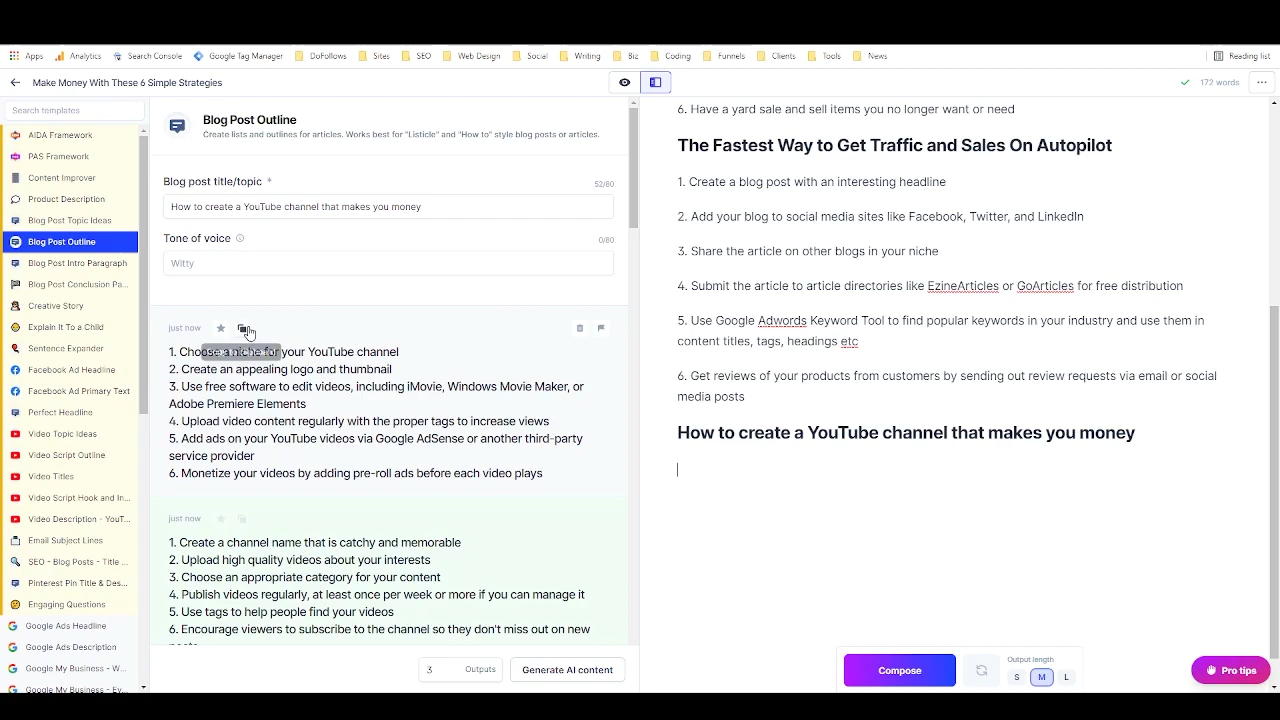 Apps Analytics Search Console Google Tag Manager DoFollows Sites SEO Web Design Social Writing Biz Coding Funnels Clients Tools News Reading list
Make Money With These 6 Simple Strategies
172 words
Search templates
AIDA Framework
PAS Framework
Content Improver
Product Description
Blog Post Topic Ideas
Blog Post Outline
Blog Post Intro Paragraph
Blog Post Conclusion Pa...
Creative Story
Explain It To a Child
Sentence Expander
Facebook Ad Headline
Facebook Ad Primary Text
Perfect Headline
Video Topic Ideas
Video Script Outline
Video Titles
Video Script Hook and In...
Video Description - YouT...
Email Subject Lines
SEO - Blog Posts - Title ...
Pinterest Pin Title & Des...
Engaging Questions
Google Ads Headline
Google Ads Description
Google My Business - W...
Google My Business - Ev...
Blog Post Outline
Create lists and outlines for articles. Works best for "Listicle" and "How to" style blog posts or articles.
Blog post title/topic *
52/80
How to create a YouTube channel that makes you money
Tone of voice
0/80
Witty
just now
1. Choose a niche for your YouTube channel
2. Create an appealing logo and thumbnail
3. Use free software to edit videos, including iMovie, Windows Movie Maker, or
Adobe Premiere Elements
4. Upload video content regularly with the proper tags to increase views
5. Add ads on your YouTube videos via Google AdSense or another third-party
service provider
6. Monetize your videos by adding pre-roll ads before each video plays
just now
1. Create a channel name that is catchy and memorable
2. Upload high quality videos about your interests
3. Choose an appropriate category for your content
4. Publish videos regularly, at least once per week or more if you can manage it
5. Use tags to help people find your videos
6. Encourage viewers to subscribe to the channel so they don't miss out on new
3 Outputs
Generate AI content
6. Have a yard sale and sell items you no longer want or need
The Fastest Way to Get Traffic and Sales On Autopilot
1. Create a blog post with an interesting headline
2. Add your blog to social media sites like Facebook, Twitter, and LinkedIn
3. Share the article on other blogs in your niche
4. Submit the article to article directories like EzineArticles or GoArticles for free distribution
5. Use Google Adwords Keyword Tool to find popular keywords in your industry and use them in
content titles, tags, headings etc
6. Get reviews of your products from customers by sending out review requests via email or social
media posts
How to create a YouTube channel that makes you money
Compose
Output length
S M L
Pro tips